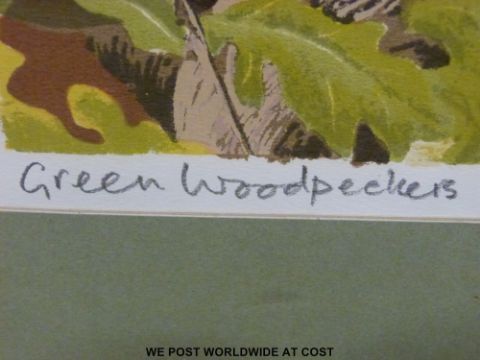 Green Woodpeckers
WE POST WORLDWIDE AT COST